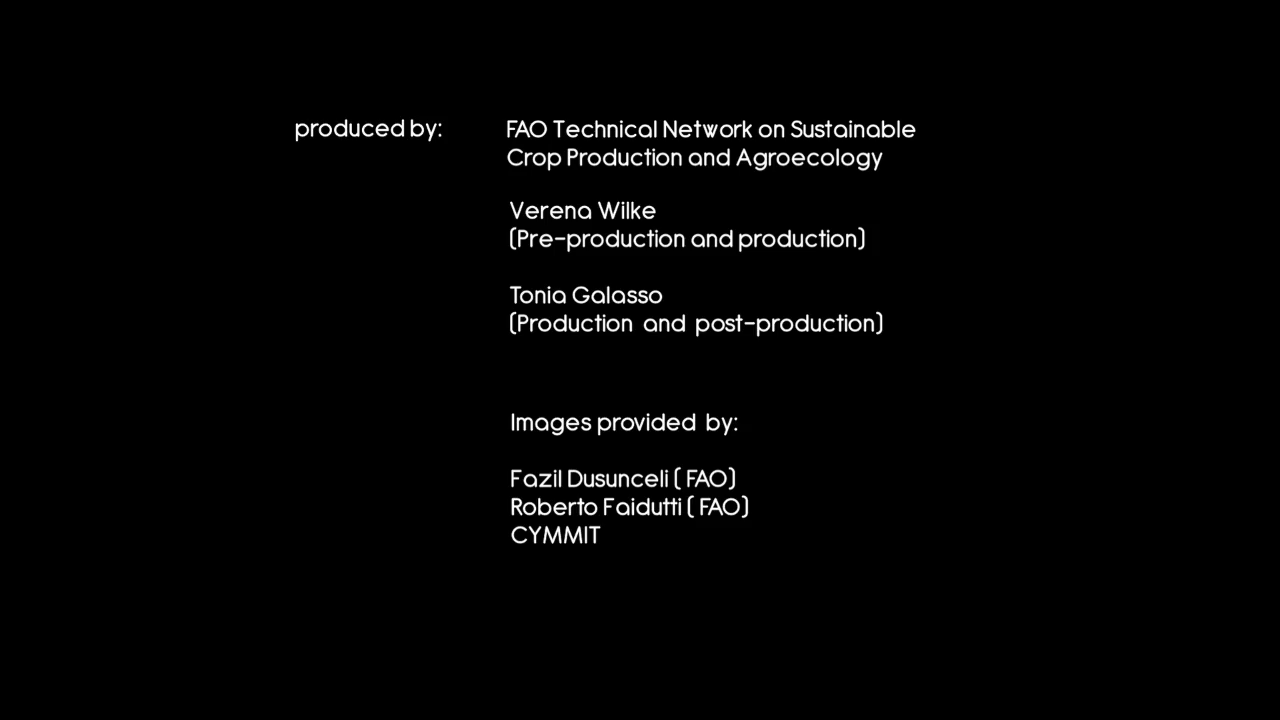 produced by: FAO Technical Network on Sustainable
Crop Production and Agroecology
Verena Wilke
(Pre-production and production)
Tonia Galasso
(Production and post-production)
Images provided by:
Fazil Dusunceli ( FAO)
Roberto Faidutti ( FAO)
CYMMIT